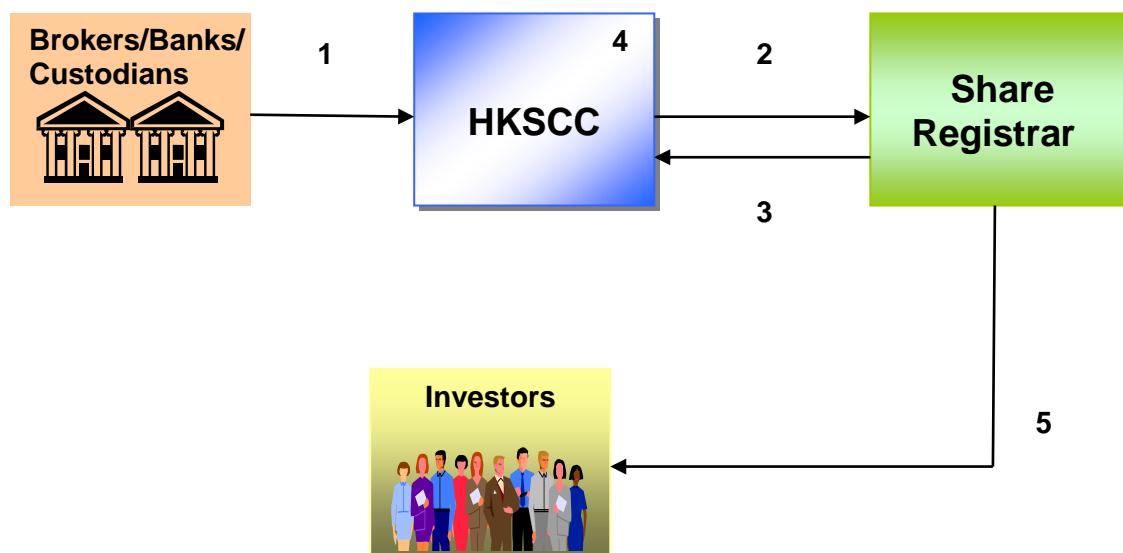 Brokers/Banks/
Custodians
1
HKSCC
4
2
3
Share
Registrar
Investors
5